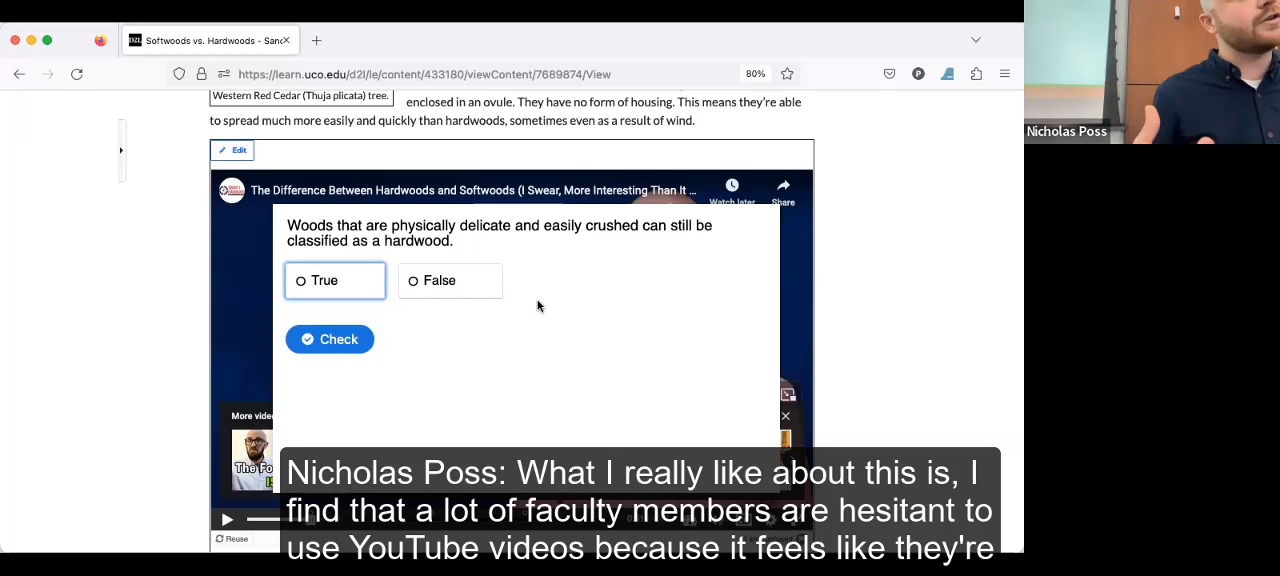 Softwoods vs. Hardwoods - San
https://learn.uco.edu/d2l/le/content/433180/viewContent/7689874/View
80%
Western Red Cedar (Thuja plicata) tree.
enclosed in an ovule. They have no form of housing. This means they're able
to spread much more easily and quickly than hardwoods, sometimes even as a result of wind.
Edit
The Difference Between Hardwoods and Softwoods (I Swear, More Interesting Than It ...
Watch later
Share
Woods that are physically delicate and easily crushed can still be
classified as a hardwood.
True
False
Check
More vide
The Fo
Nicholas Poss: What I really like about this is, I
find that a lot of faculty members are hesitant to
use YouTube videos because it feels like they're
Reuse
Nicholas Poss